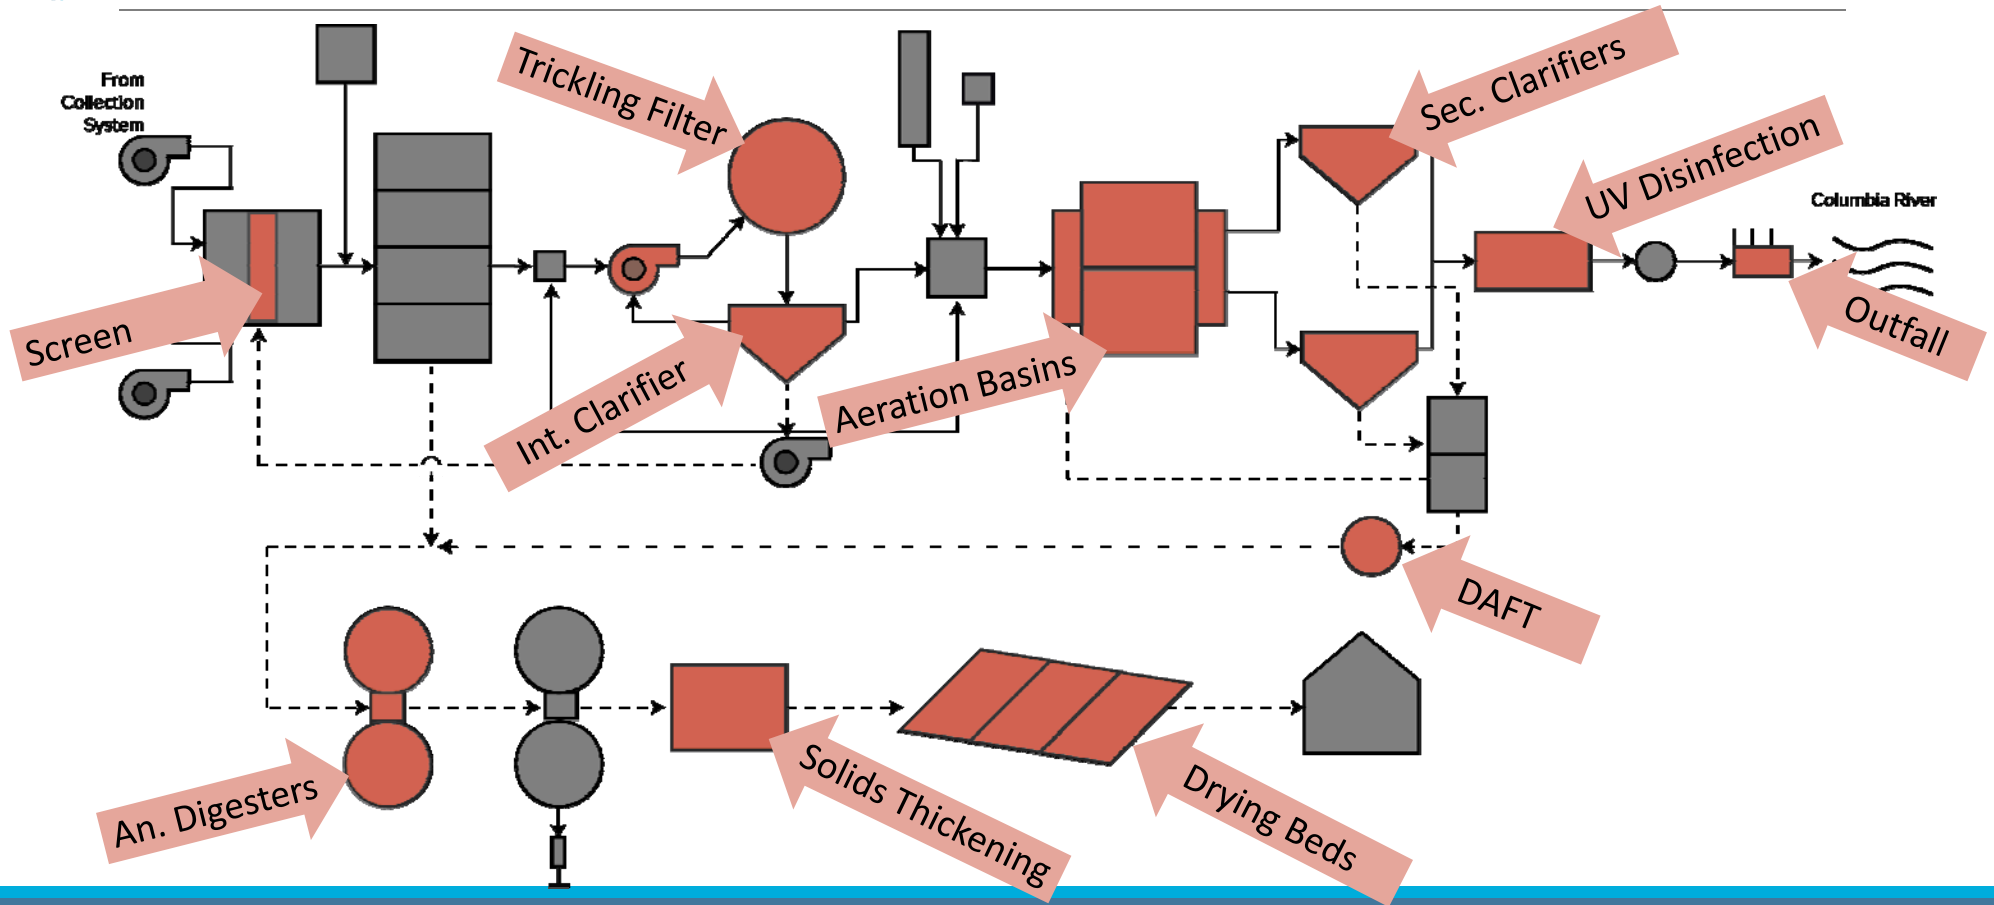 From
Collection
System
Trickling Filter
Sec. Clarifiers
UV Disinfection
Columbia River
Screen
Int. Clarifier
Aeration Basins
Outfall
DAFT
An. Digesters
Solids Thickening
Drying Beds